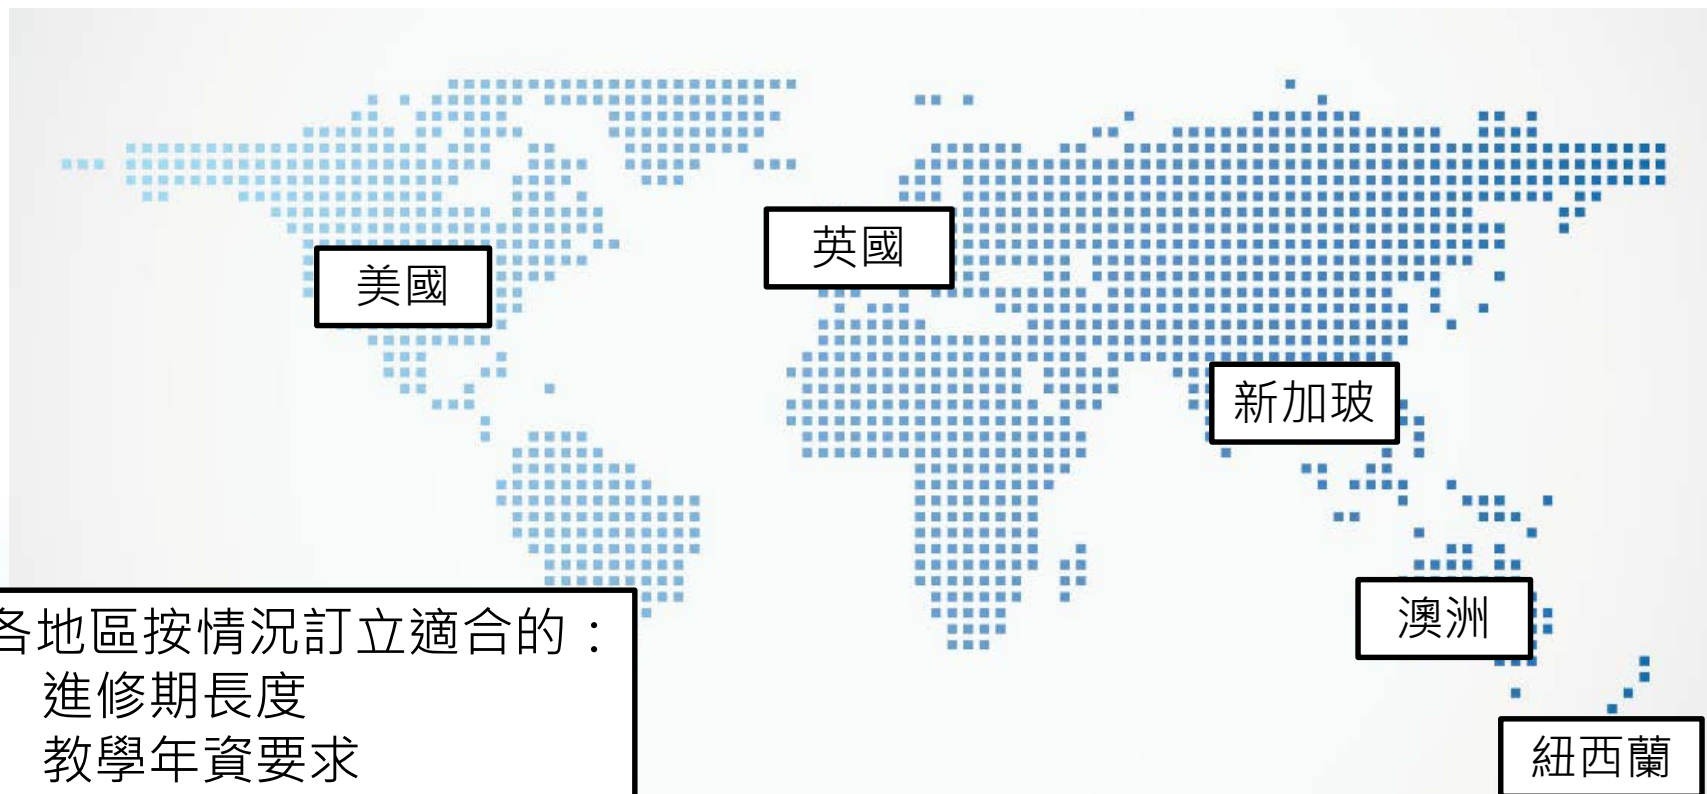 美國
英國
新加玻
澳洲
紐西蘭
各地區按情況訂立適合的：
進修期長度
教學年資要求